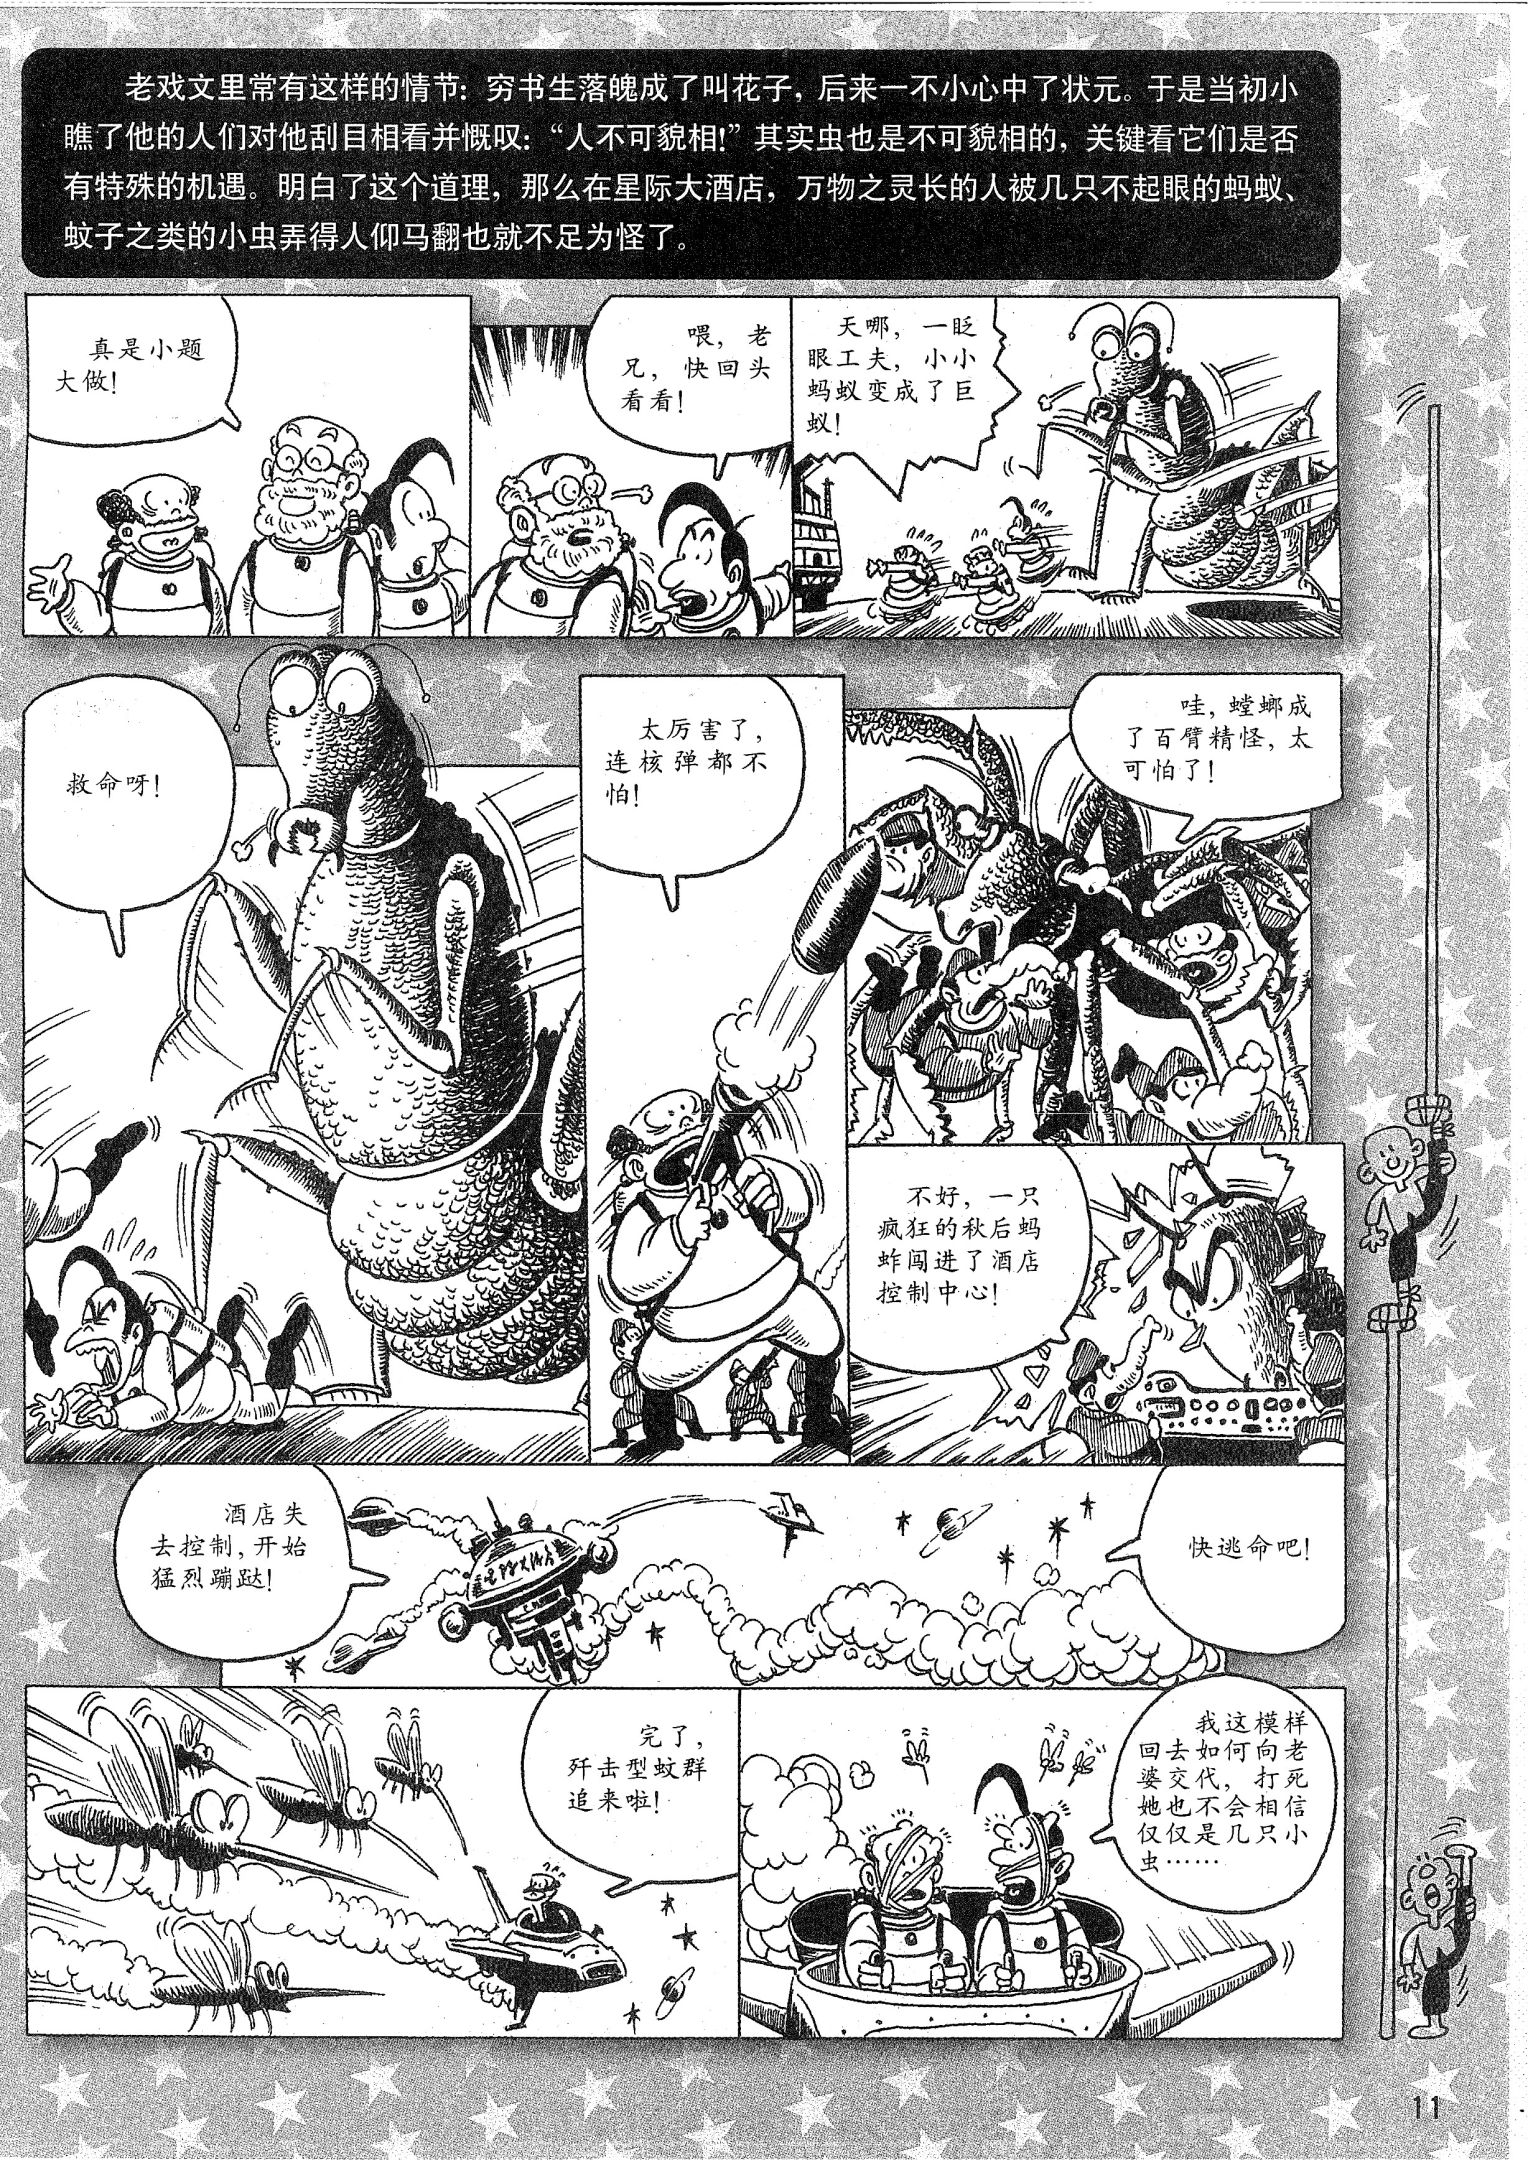 老戏文里常有这样的情节：穷书生落魄成了叫花子，后来一不小心中了状元。于是当初小
瞧了他的人们对他刮目相看并慨叹：“人不可貌相！”其实虫也是不可貌相的，关键看它们是否
有特殊的机遇。明白了这个道理，那么在星际大酒店，万物之灵长的人被几只不起眼的蚂蚁、
蚊子之类的小虫弄得人仰马翻也就不足为怪了。
真是小题
大做！
喂，老
兄，快回头
看看！
天哪，一眨
眼工夫，小小
蚂蚁变成了巨
蚁！
救命呀！
太厉害了，
连核弹都不
怕！
哇，螳螂成
了百臂精怪，太
可怕了！
不好，一只
疯狂的秋后蚂
蚱闯进了酒店
控制中心！
酒店失
去控制，开始
猛烈蹦跶！
快逃命吧！
完了，
歼击型蚊群
追来啦！
我这模样
回去如何向老
婆交代，打死
她也不会相信
仅仅是几只小
虫……
11